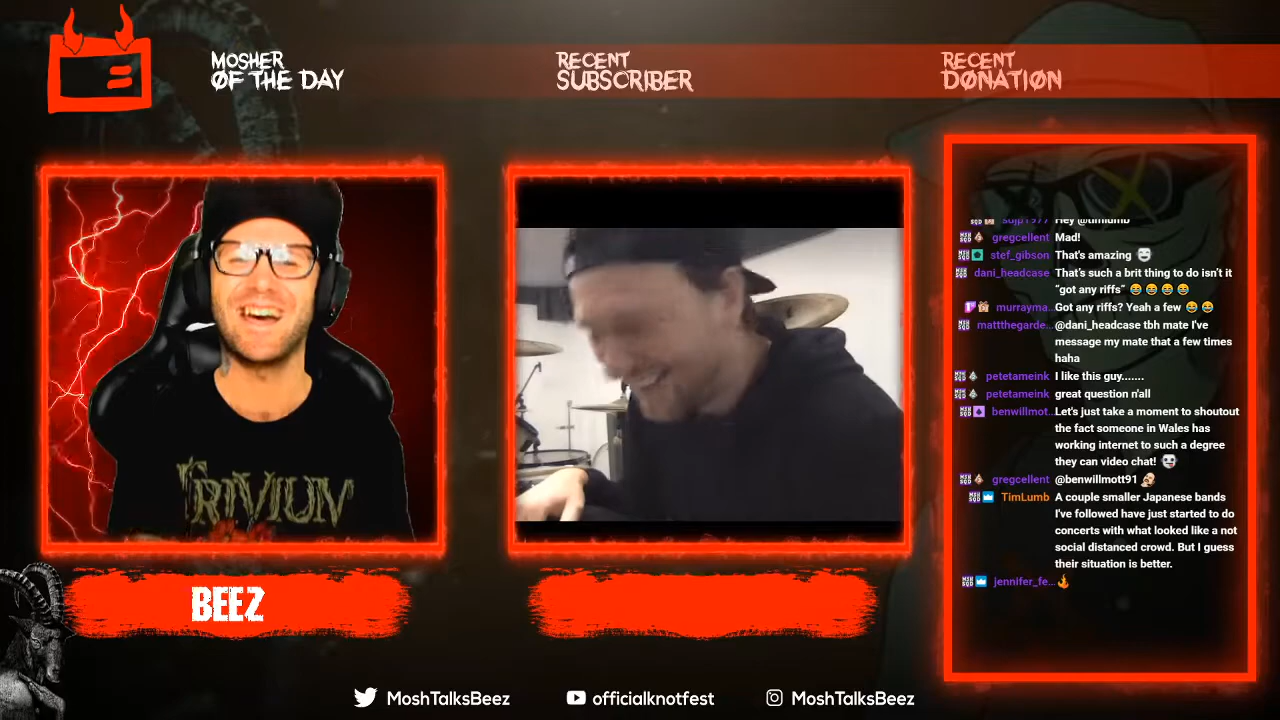 MOSHER
ØF THE DAY
RECENT
SUBSCRIBER
RECENT
DØNATIØN
TRIVIUM
BEEZ
sujp1977 Hey @timlumb
gregcellent Mad!
stef_gibson That's amazing
dani_headcase That's such a brit thing to do isn't it
"got any riffs" 😂 😂 😂 😂
murrayma... Got any riffs? Yeah a few 😂 😂
mattthegarde... @dani_headcase tbh mate I've
message my mate that a few times
haha
petetameink I like this guy.......
petetameink great question n'all
benwillmot... Let's just take a moment to shoutout
the fact someone in Wales has
working internet to such a degree
they can video chat!
gregcellent @benwillmott91
TimLumb A couple smaller Japanese bands
I've followed have just started to do
concerts with what looked like a not
social distanced crowd. But I guess
their situation is better.
jennifer_fe... 🔥
MoshTalksBeez
officialknotfest
MoshTalksBeez